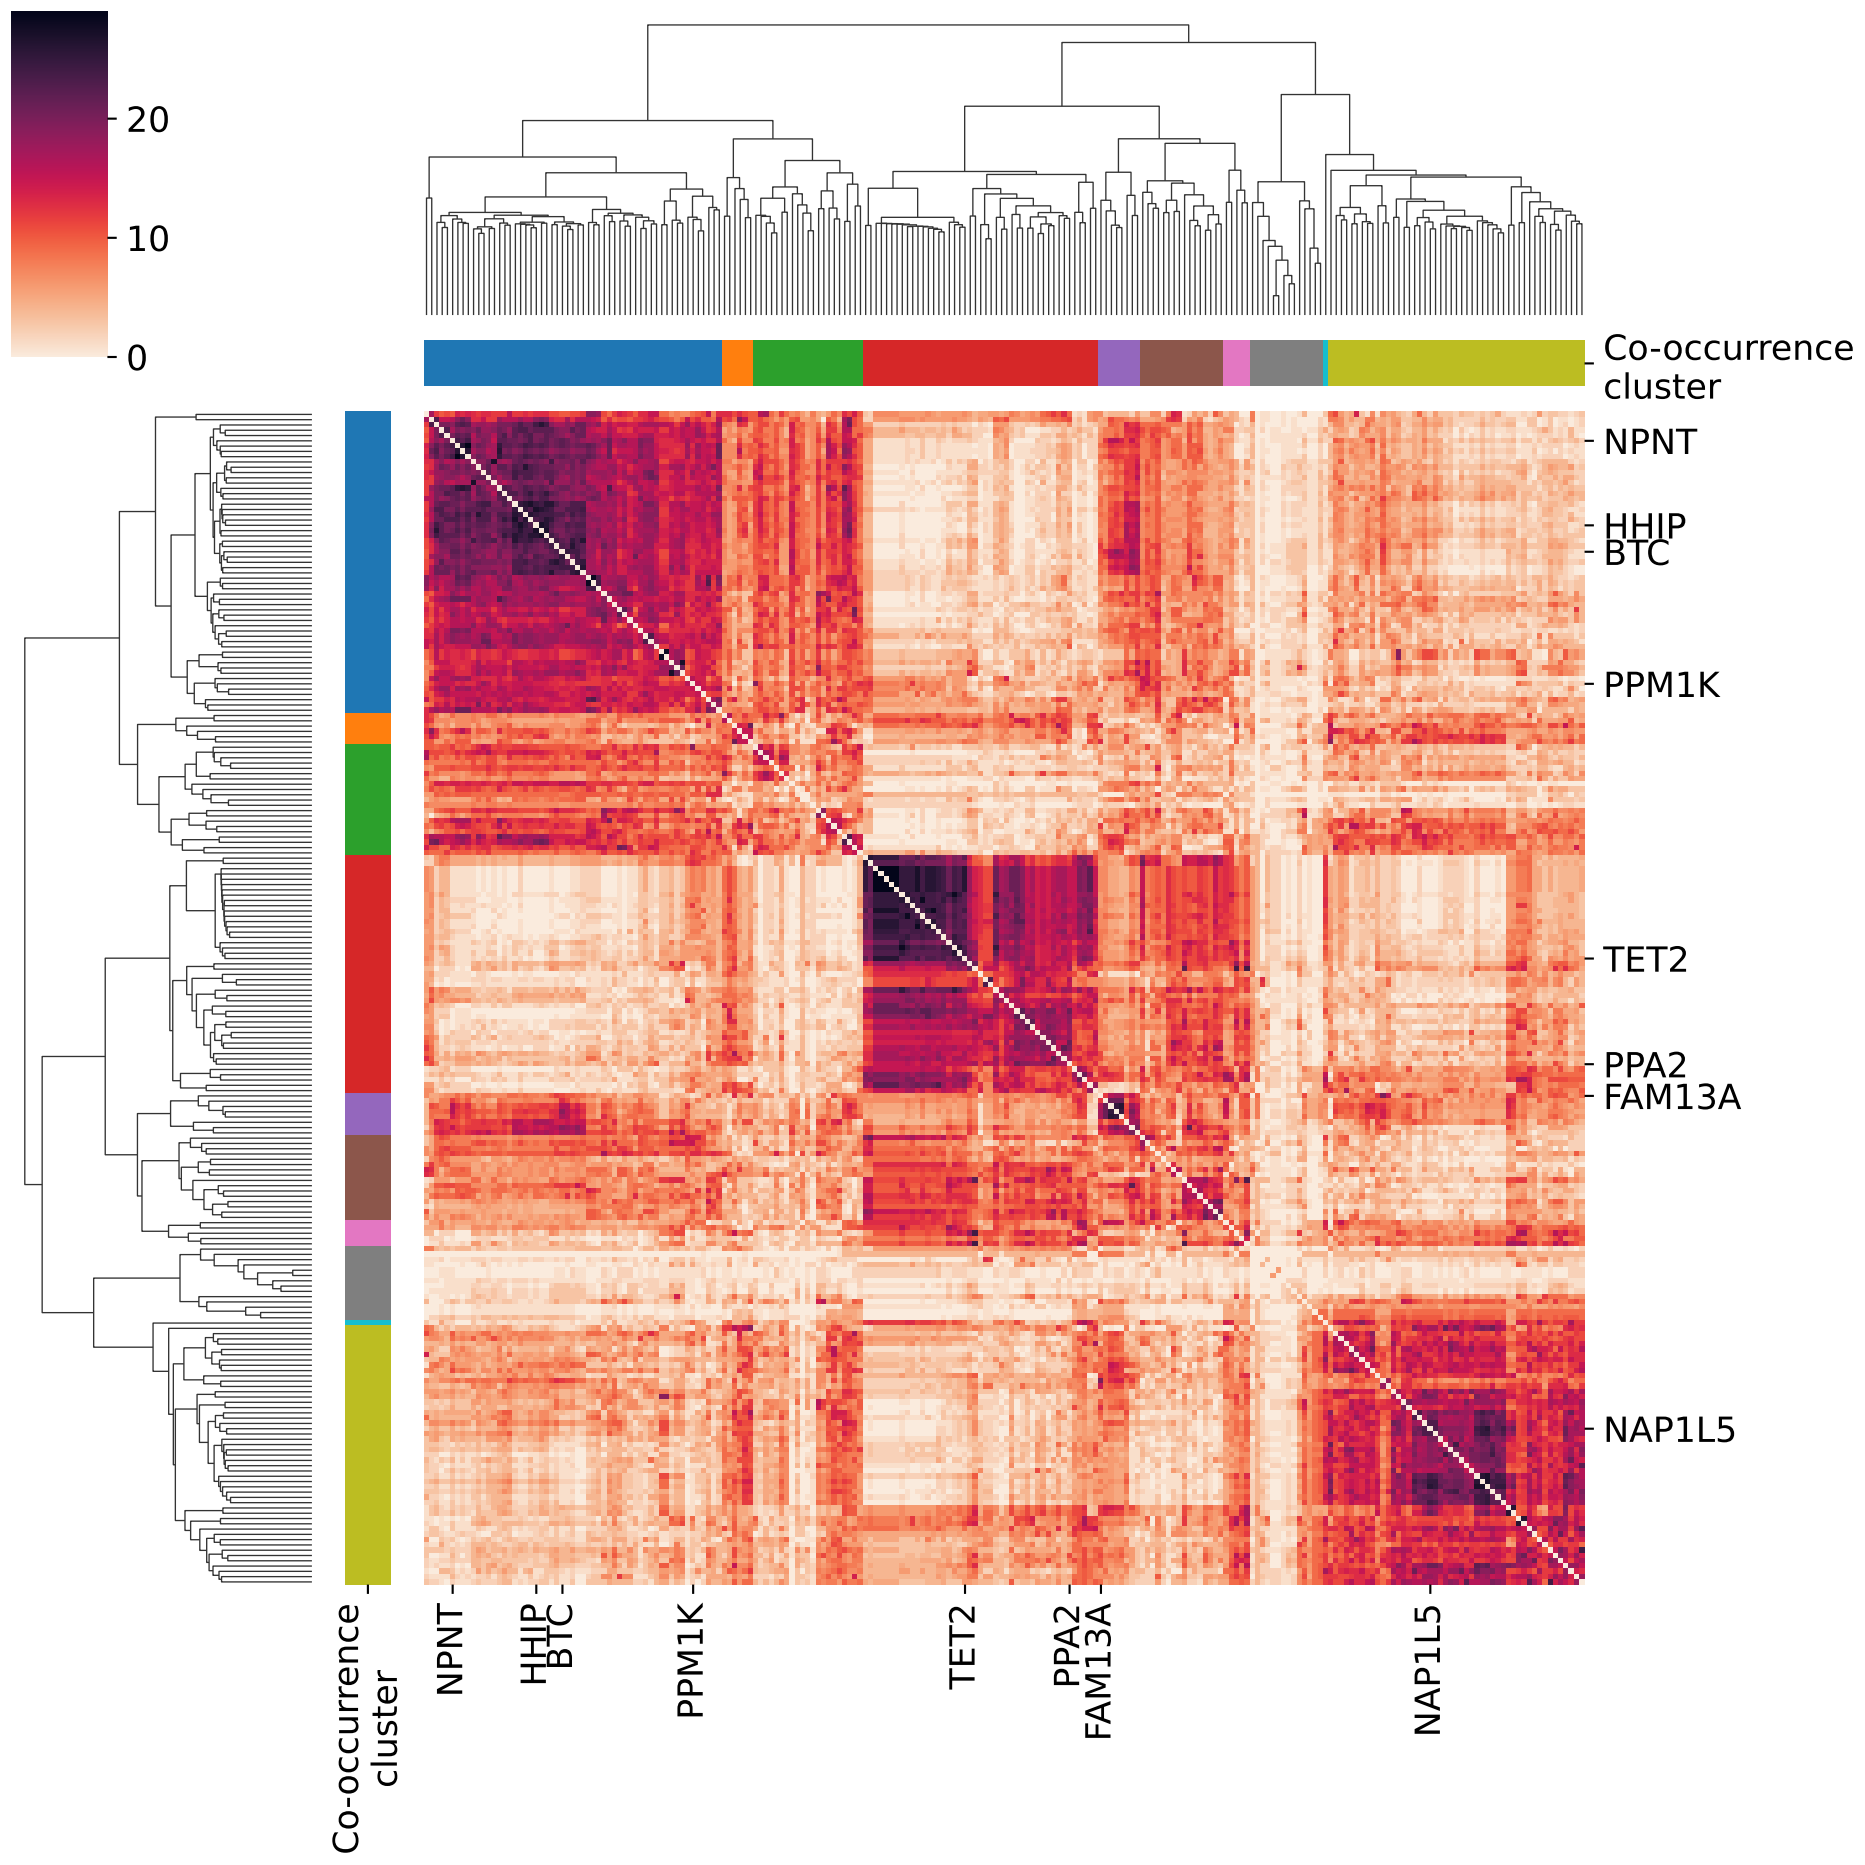 20
10
0
Co-occurrence
cluster
NPNT
HHIP
BTC
PPM1K
TET2
PPA2
FAM13A
NAP1L5
Co-occurrence
cluster
NPNT
HHIP
BTC
PPM1K
TET2
PPA2
FAM13A
NAP1L5